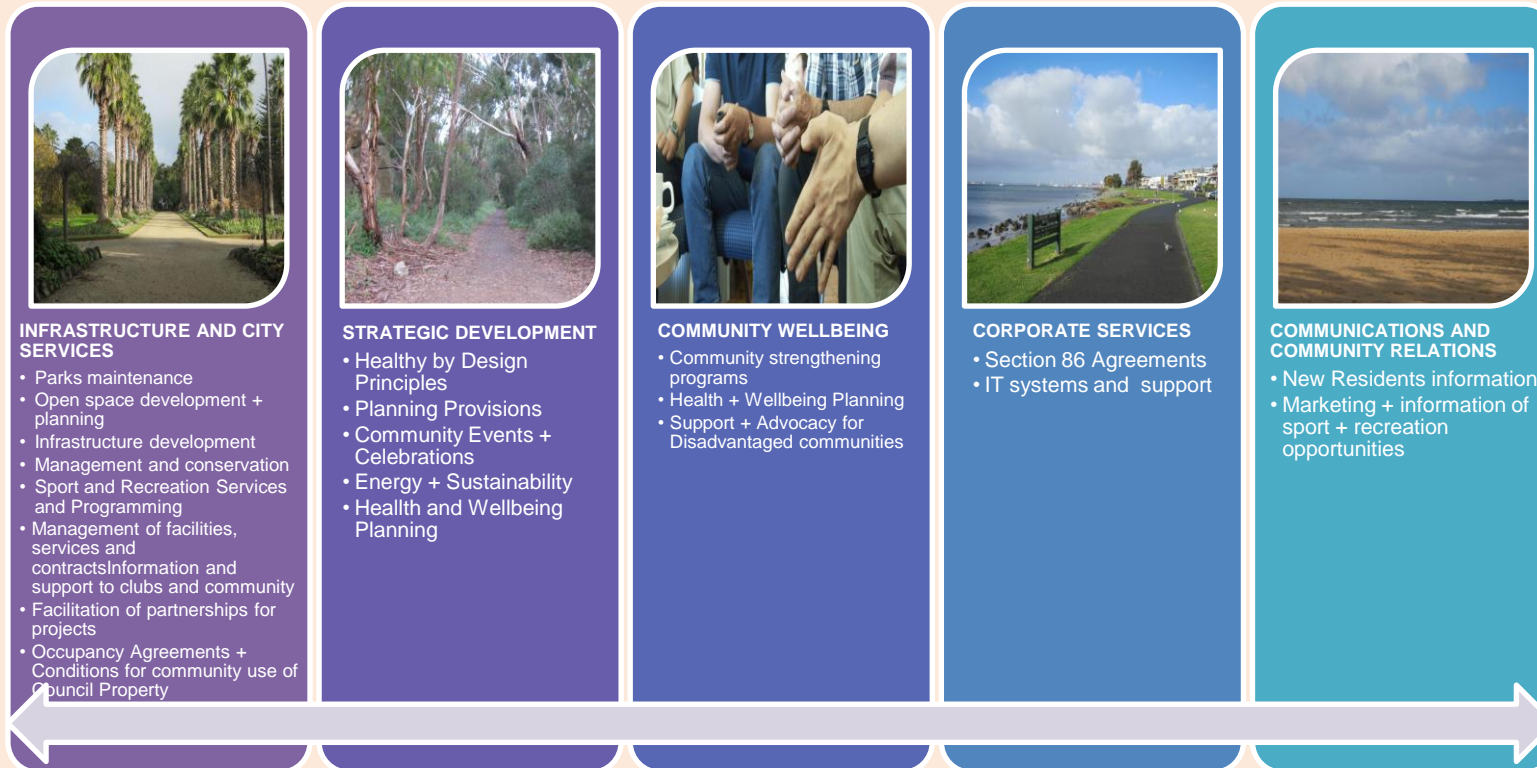 INFRASTRUCTURE AND CITY
SERVICES
• Parks maintenance
• Open space development +
planning
• Infrastructure development
• Management and conservation
• Sport and Recreation Services
and Programming
• Management of facilities,
services and
contractsInformation and
support to clubs and community
• Facilitation of partnerships for
projects
• Occupancy Agreements +
Conditions for community use of
Council Property
STRATEGIC DEVELOPMENT
• Healthy by Design
Principles
• Planning Provisions
• Community Events +
Celebrations
• Energy + Sustainability
• Heallth and Wellbeing
Planning
COMMUNITY WELLBEING
• Community strengthening
programs
• Health + Wellbeing Planning
• Support + Advocacy for
Disadvantaged communities
CORPORATE SERVICES
• Section 86 Agreements
• IT systems and support
COMMUNICATIONS AND
COMMUNITY RELATIONS
• New Residents information
• Marketing + information of
sport + recreation
opportunities